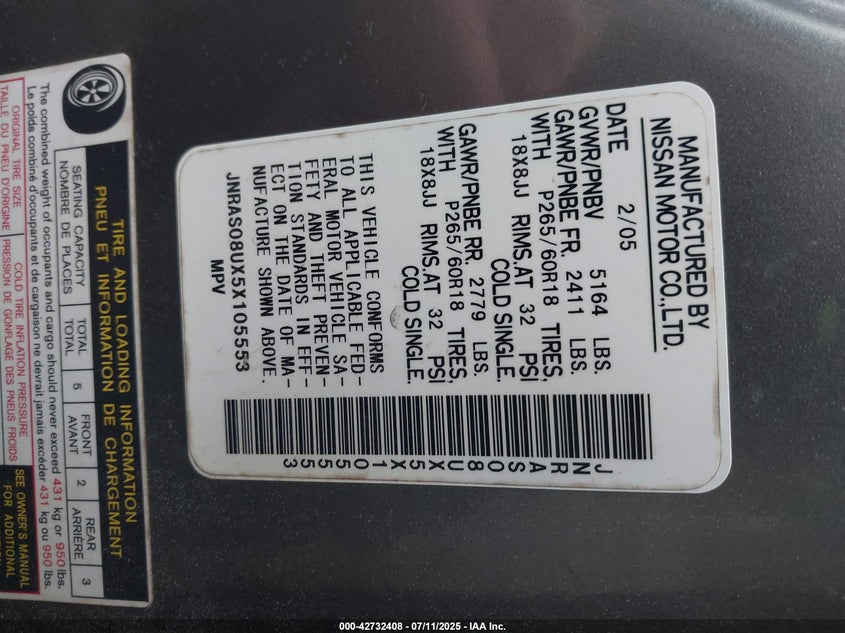 MANUFACTURED BY
NISSAN MOTOR CO.,LTD.
DATE 2/05
GVWR/PNBV 5164 LBS.
GAWR/PNBE FR. 2411 LBS.
WITH P265/60R18 TIRES,
18X8JJ RIMS,AT 32 PSI
COLD SINGLE.
GAWR/PNBE RR. 2779 LBS.
WITH P265/60R18 TIRES,
18X8JJ RIMS,AT 32 PSI
COLD SINGLE.
THIS VEHICLE CONFORMS
TO ALL APPLICABLE FED-
ERAL MOTOR VEHICLE SA-
FETY AND THEFT PREVEN-
TION STANDARDS IN EFF-
ECT ON THE DATE OF MA-
NUFACTURE SHOWN ABOVE.
JNRAS08UX5X105553
MPV
JNRAS08UX5X105553
TIRE AND LOADING INFORMATION
PNEU ET INFORMATION DE CHARGEMENT
SEATING CAPACITY
NOMBRE DE PLACES
TOTAL
TOTAL
5
FRONT
AVANT
2
REAR
ARRIÈRE
3
The combined weight of occupants and cargo should never exceed 431 kg or 950 lbs.
Le poids combiné d'occupants et de cargaison ne devrait jamais excéder 431 kg ou 950 lbs.
ORIGINAL TIRE SIZE
TAILLE DU PNEU D'ORIGINE
COLD TIRE INFLATION PRESSURE
PRESSION DE GONFLAGE DES PNEUS FROIDS
SEE OWNER'S MANUAL
FOR ADDITIONAL
000-42732408 - 07/11/2025 - IAA Inc.